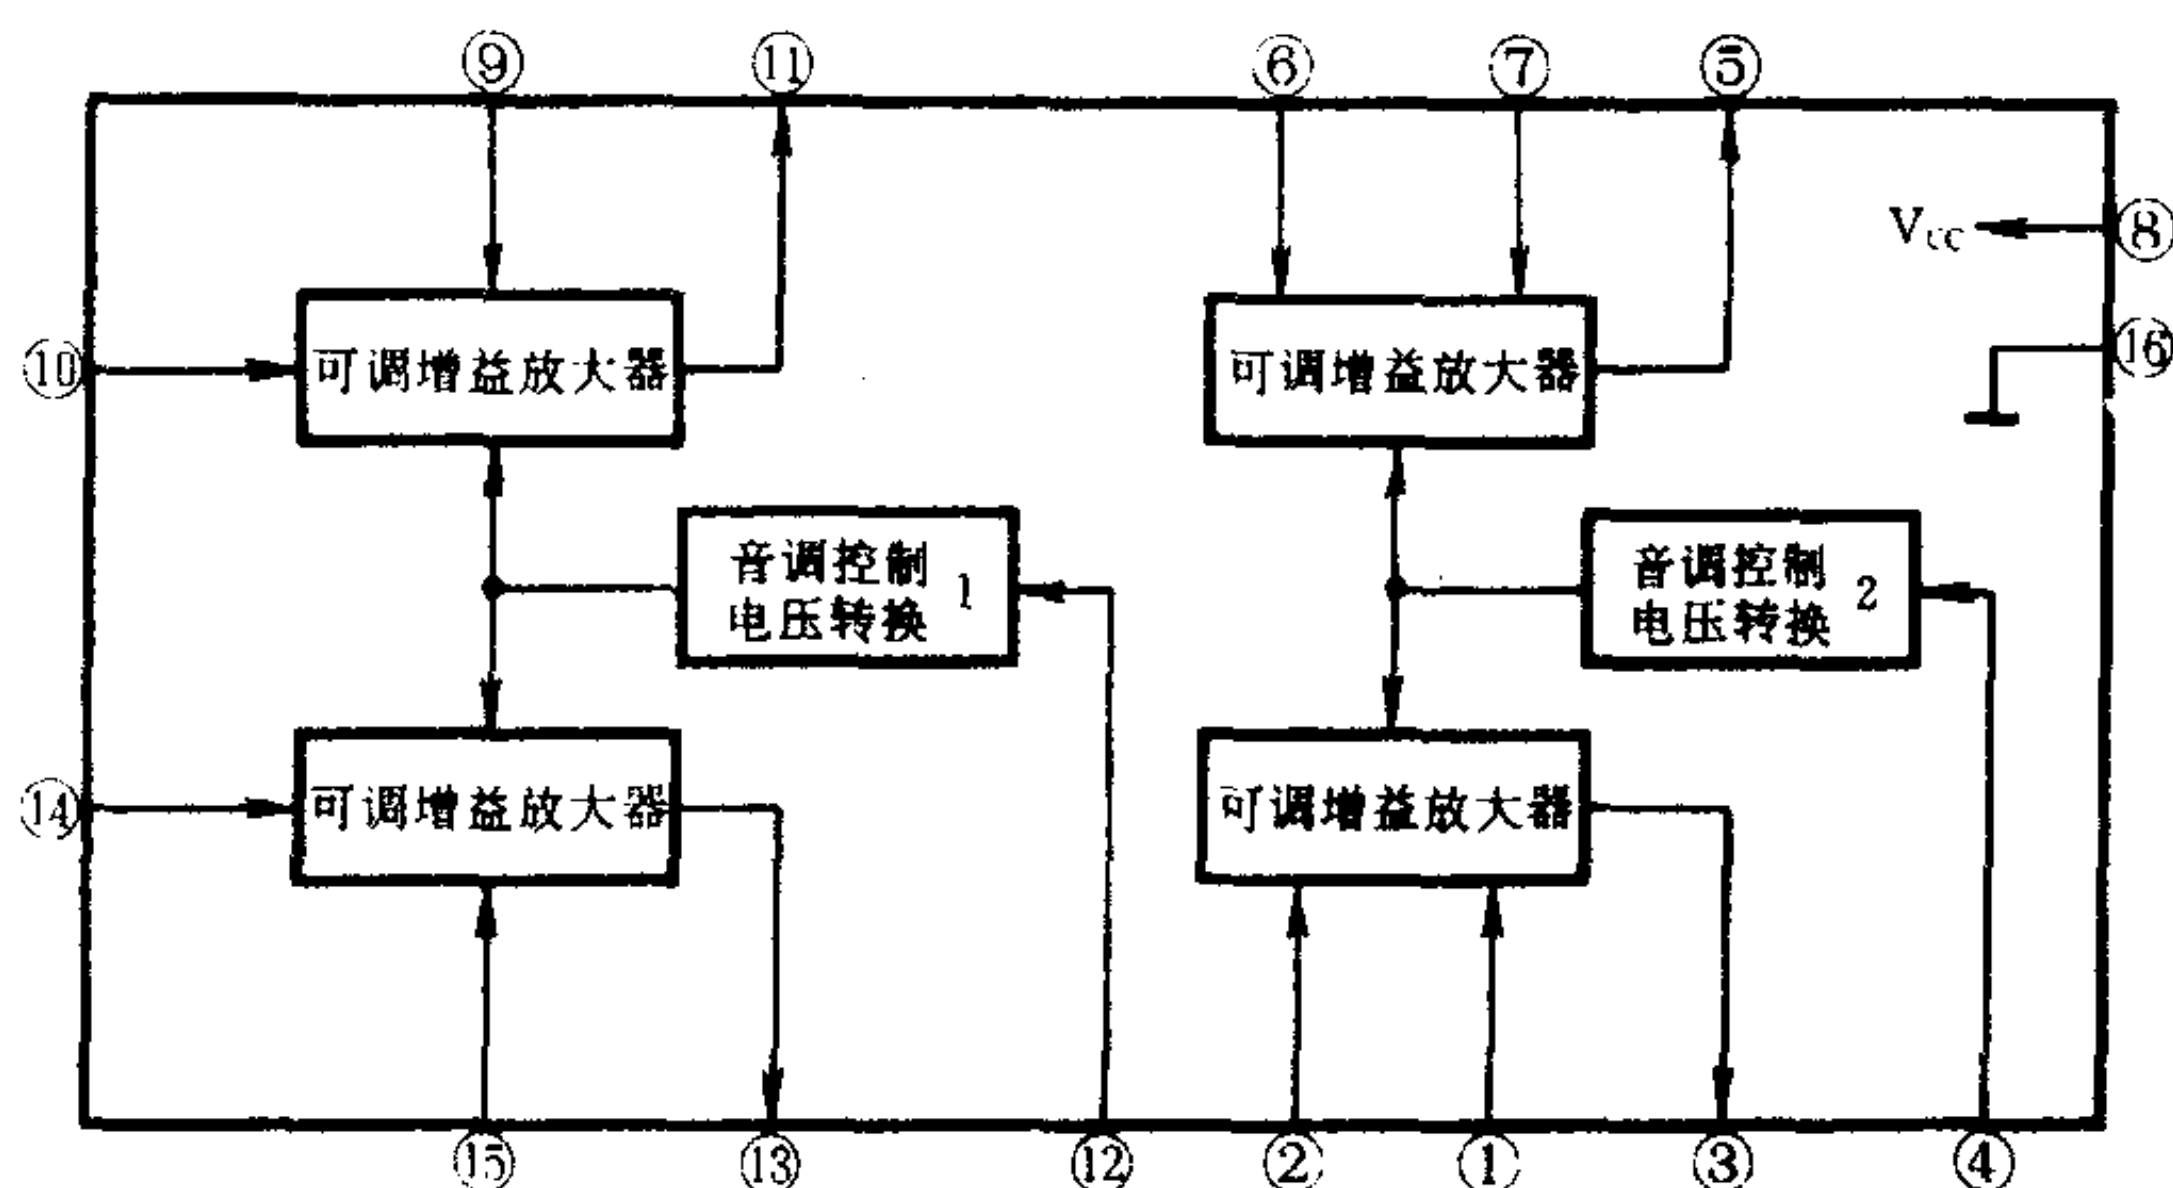 ⑨ ⑪ ⑥ ⑦ ⑤
V_CC ⑧
⑯
⑩ 可调增益放大器 可调增益放大器
音调控制
电压转换 1
音调控制
电压转换 2
⑭ 可调增益放大器 可调增益放大器
⑮ ⑬ ⑫ ② ① ③ ④